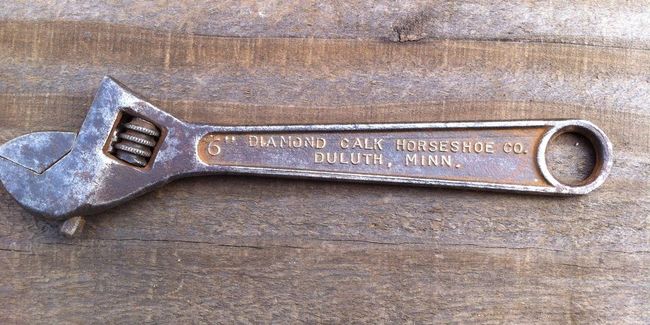 6" DIAMOND CALK HORSESHOE CO.
DULUTH, MINN.